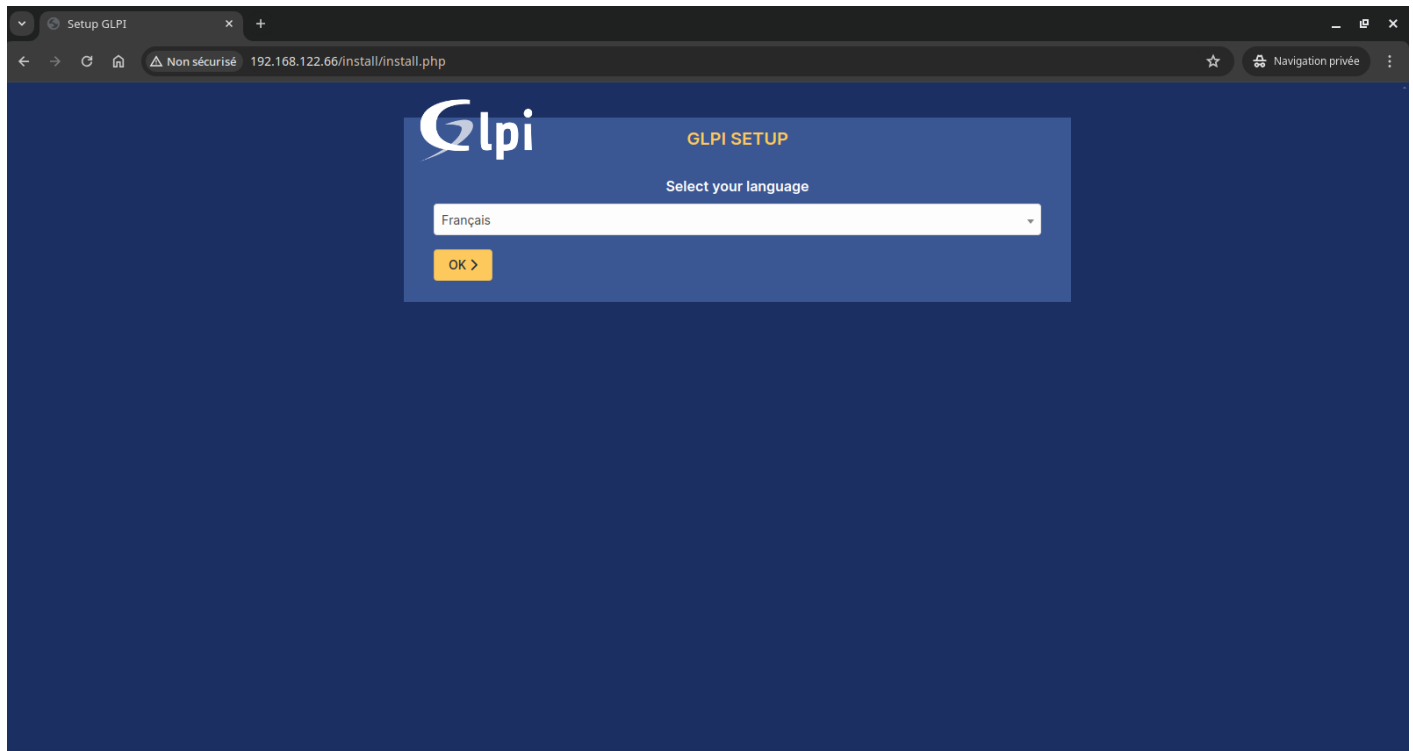 Setup GLPI
Non sécurisé 192.168.122.66/install/install.php
Navigation privée
Glpi
GLPI SETUP
Select your language
Français
OK